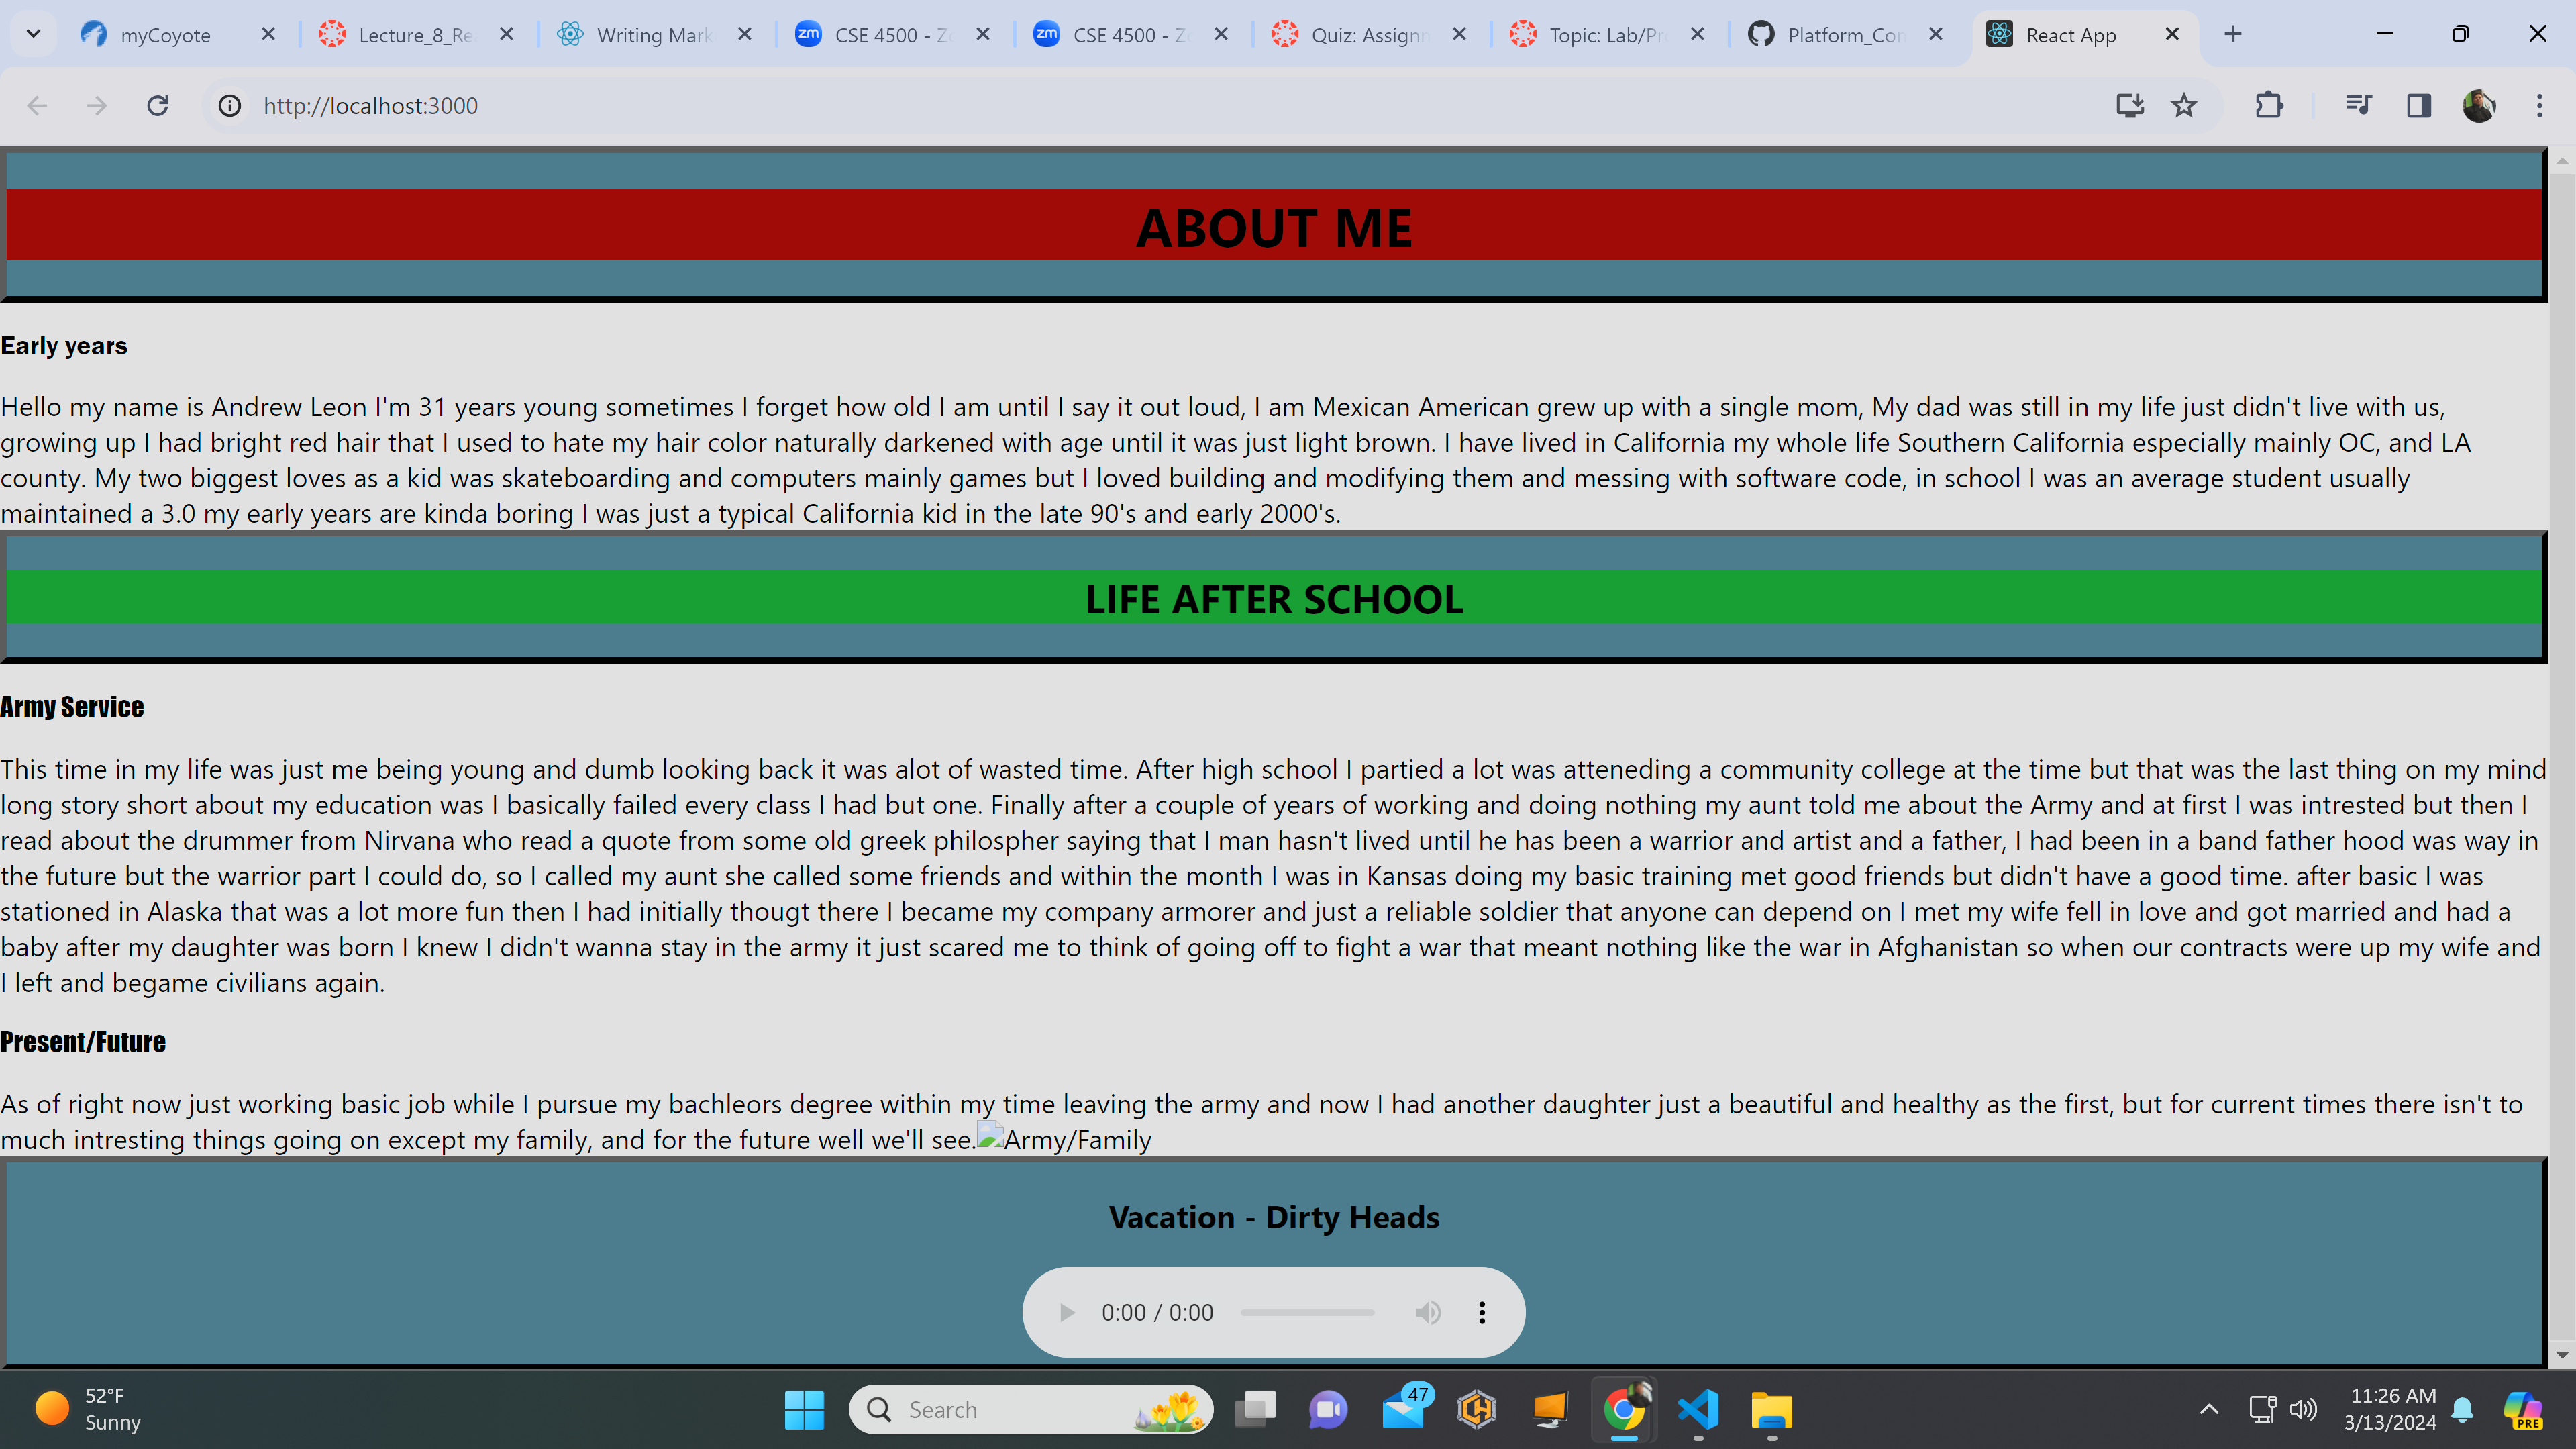 myCoyote
Lecture_8_Re
Writing Mark
CSE 4500 - Z
CSE 4500 - Z
Quiz: Assignm
Topic: Lab/Pr
Platform_Con
React App
http://localhost:3000
ABOUT ME
Early years
Hello my name is Andrew Leon I'm 31 years young sometimes I forget how old I am until I say it out loud, I am Mexican American grew up with a single mom, My dad was still in my life just didn't live with us,
growing up I had bright red hair that I used to hate my hair color naturally darkened with age until it was just light brown. I have lived in California my whole life Southern California especially mainly OC, and LA
county. My two biggest loves as a kid was skateboarding and computers mainly games but I loved building and modifying them and messing with software code, in school I was an average student usually
maintained a 3.0 my early years are kinda boring I was just a typical California kid in the late 90's and early 2000's.
LIFE AFTER SCHOOL
Army Service
This time in my life was just me being young and dumb looking back it was alot of wasted time. After high school I partied a lot was atteneding a community college at the time but that was the last thing on my mind
long story short about my education was I basically failed every class I had but one. Finally after a couple of years of working and doing nothing my aunt told me about the Army and at first I was intrested but then I
read about the drummer from Nirvana who read a quote from some old greek philospher saying that I man hasn't lived until he has been a warrior and artist and a father, I had been in a band father hood was way in
the future but the warrior part I could do, so I called my aunt she called some friends and within the month I was in Kansas doing my basic training met good friends but didn't have a good time. after basic I was
stationed in Alaska that was a lot more fun then I had initially thougt there I became my company armorer and just a reliable soldier that anyone can depend on I met my wife fell in love and got married and had a
baby after my daughter was born I knew I didn't wanna stay in the army it just scared me to think of going off to fight a war that meant nothing like the war in Afghanistan so when our contracts were up my wife and
I left and begame civilians again.
Present/Future
As of right now just working basic job while I pursue my bachleors degree within my time leaving the army and now I had another daughter just a beautiful and healthy as the first, but for current times there isn't to
much intresting things going on except my family, and for the future well we'll see.Army/Family
Vacation - Dirty Heads
0:00 / 0:00
52°F
Sunny
Search
47
11:26 AM
3/13/2024
PRE